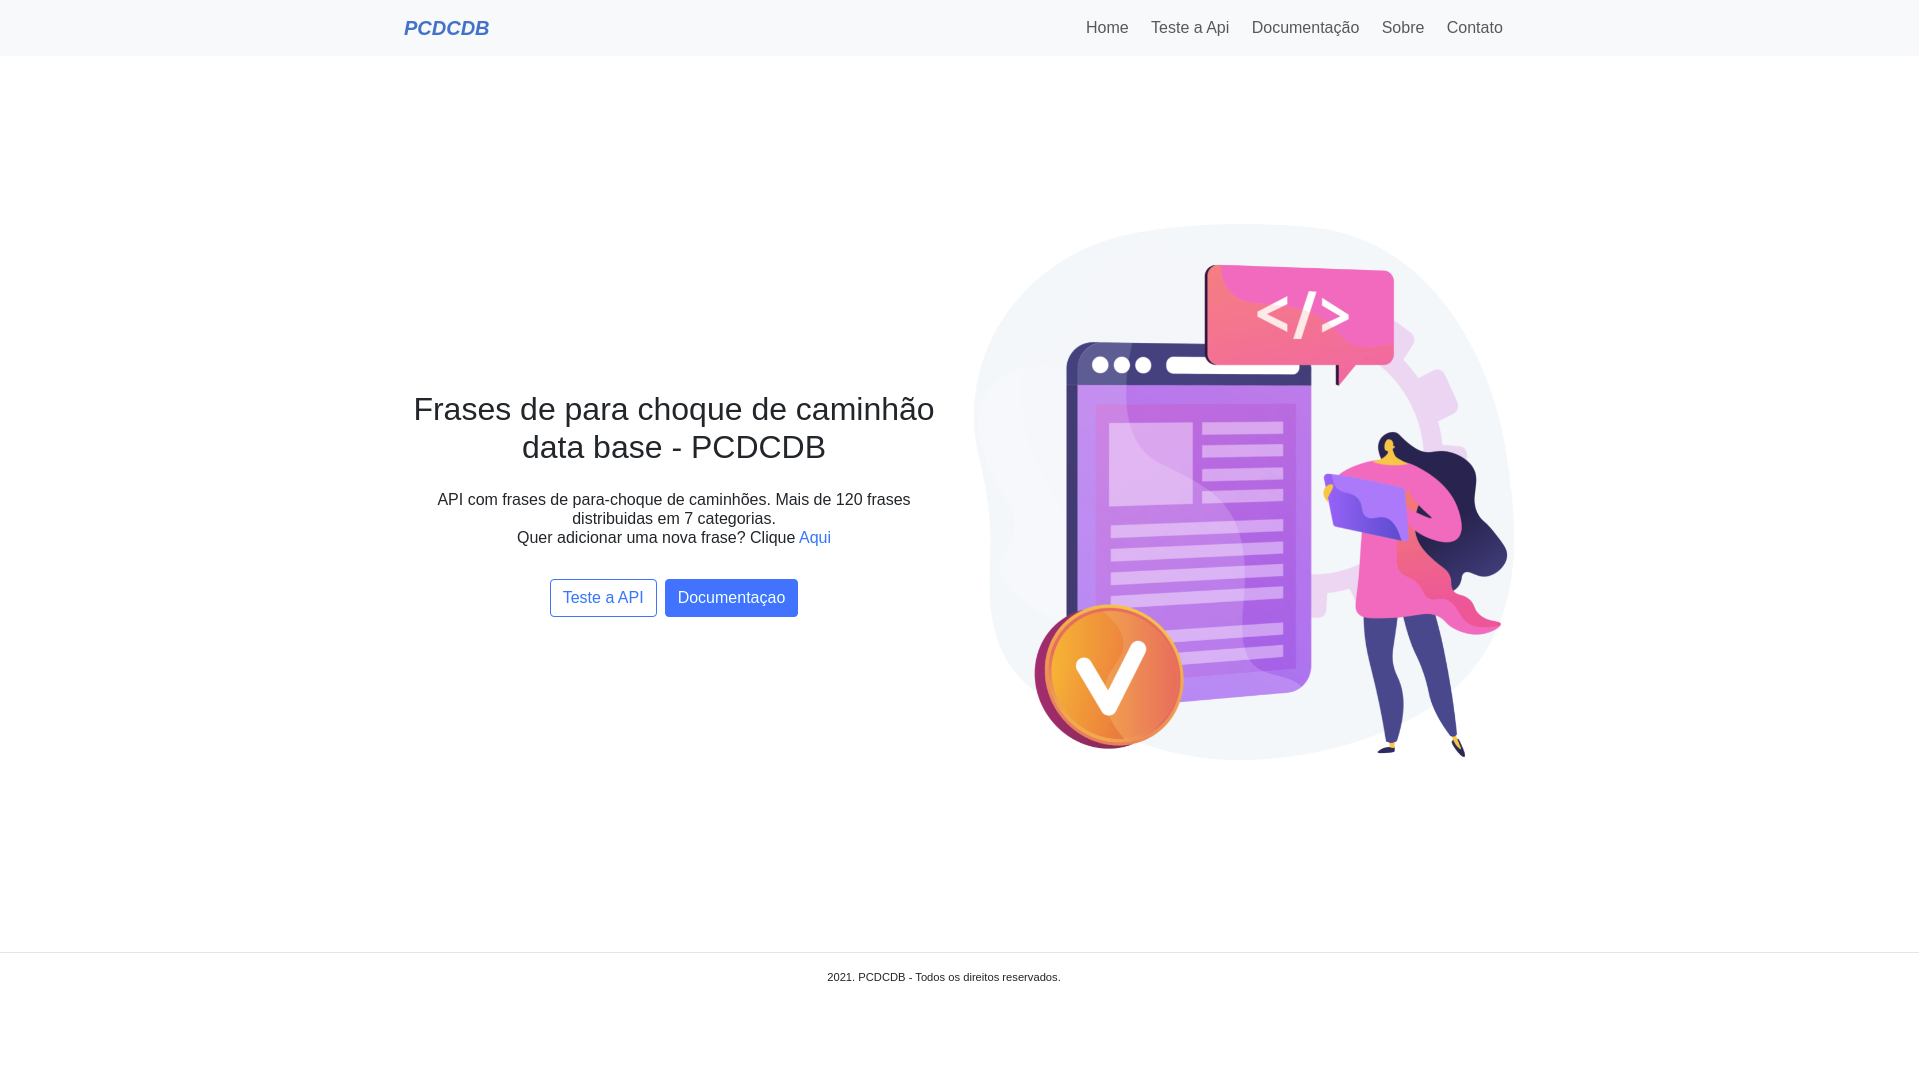 PCDCDB
Home
Teste a Api
Documentação
Sobre
Contato
Frases de para choque de caminhão
data base - PCDCDB
API com frases de para-choque de caminhões. Mais de 120 frases
distribuidas em 7 categorias.
Quer adicionar uma nova frase? Clique Aqui
Teste a API
Documentaçao
</>
2021. PCDCDB - Todos os direitos reservados.